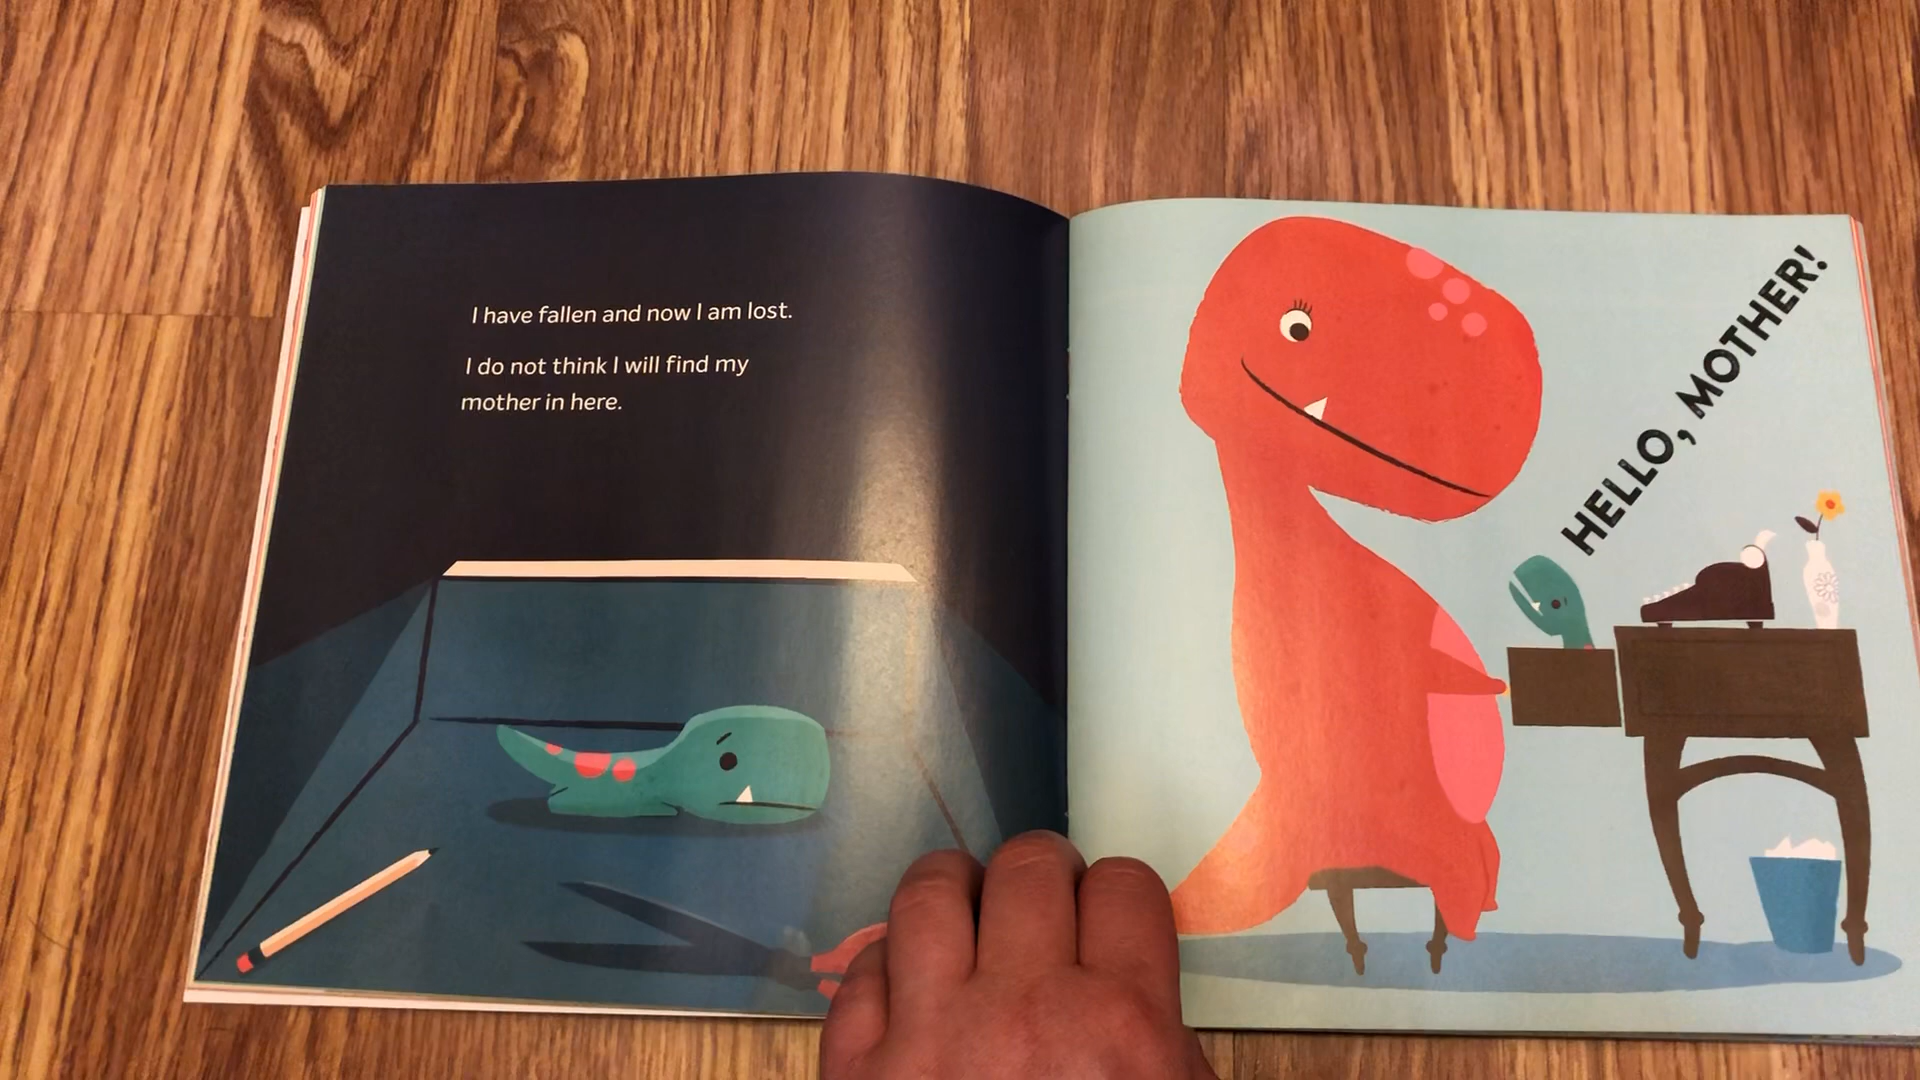 I have fallen and now I am lost.
I do not think I will find my
mother in here.
HELLO, MOTHER!